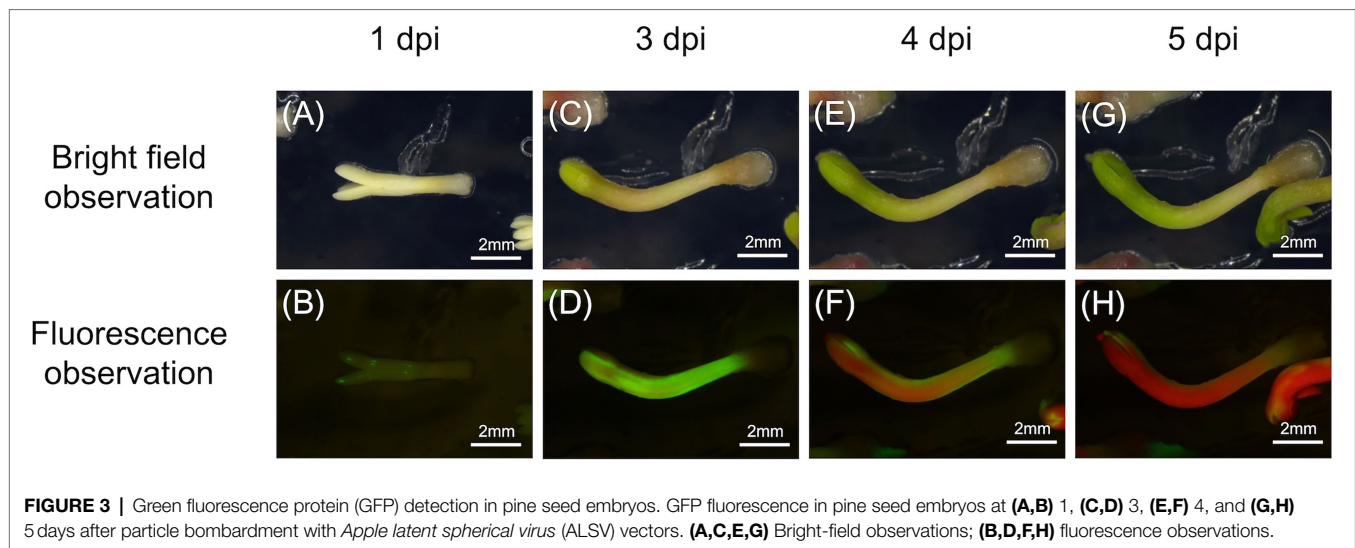 1 dpi
3 dpi
4 dpi
5 dpi
Bright field
observation
(A)
2mm
(C)
2mm
(E)
2mm
(G)
2mm
Fluorescence
observation
(B)
2mm
(D)
2mm
(F)
2mm
(H)
2mm
FIGURE 3 | Green fluorescence protein (GFP) detection in pine seed embryos. GFP fluorescence in pine seed embryos at (A,B) 1, (C,D) 3, (E,F) 4, and (G,H)
5 days after particle bombardment with Apple latent spherical virus (ALSV) vectors. (A,C,E,G) Bright-field observations; (B,D,F,H) fluorescence observations.